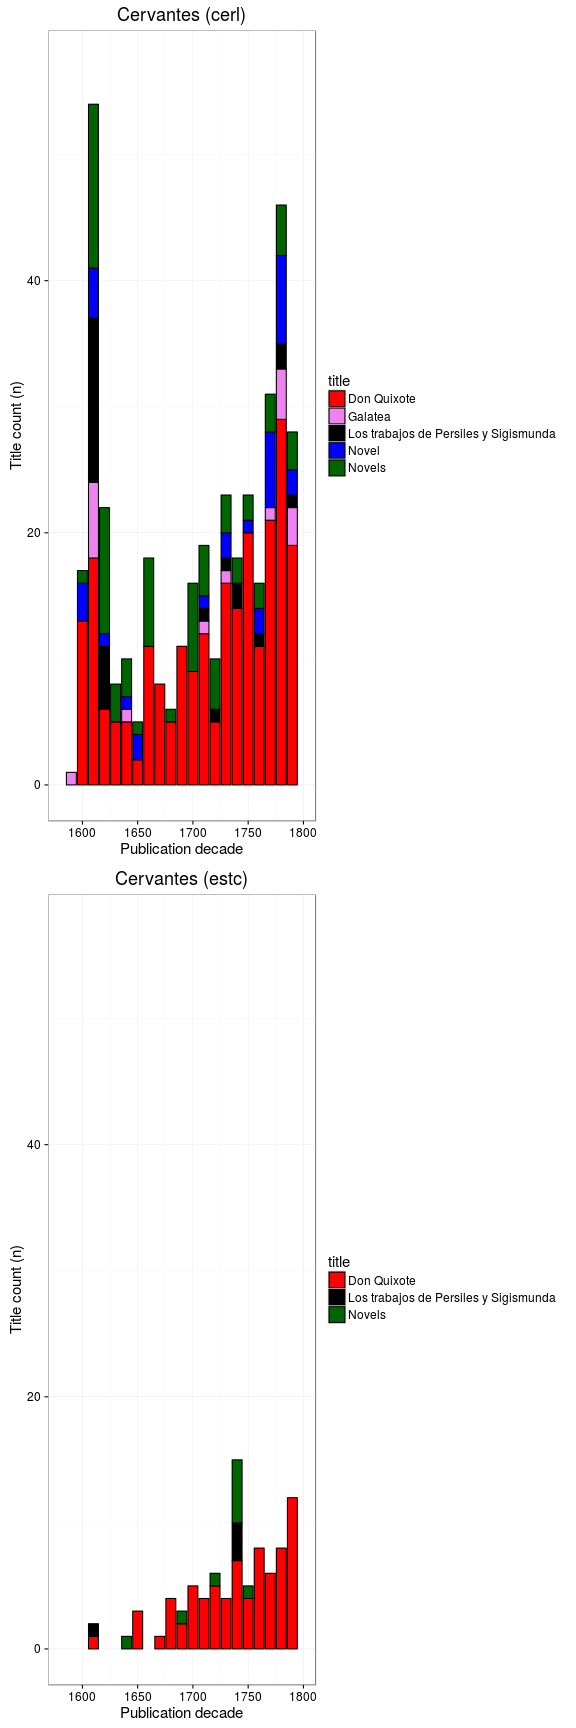 Cervantes (cerl)
40
20
0
Title count (n)
1600 1650 1700 1750 1800
Publication decade
title
Don Quixote
Galatea
Los trabajos de Persiles y Sigismunda
Novel
Novels
Cervantes (estc)
40
20
0
Title count (n)
1600 1650 1700 1750 1800
Publication decade
title
Don Quixote
Los trabajos de Persiles y Sigismunda
Novels